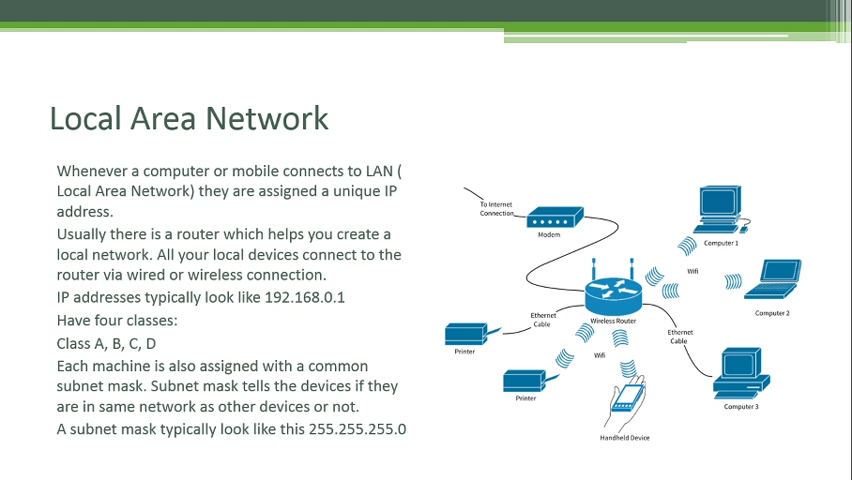 Local Area Network
Whenever a computer or mobile connects to LAN (
Local Area Network) they are assigned a unique IP
address.
Usually there is a router which helps you create a
local network. All your local devices connect to the
router via wired or wireless connection.
IP addresses typically look like 192.168.0.1
Have four classes:
Class A, B, C, D
Each machine is also assigned with a common
subnet mask. Subnet mask tells the devices if they
are in same network as other devices or not.
A subnet mask typically look like this 255.255.255.0
To Internet
Connection
Modem
Computer 1
Wifi
Computer 2
Wireless Router
Ethernet
Cable
Printer
Ethernet
Cable
Wifi
Printer
Computer 3
Handheld Device